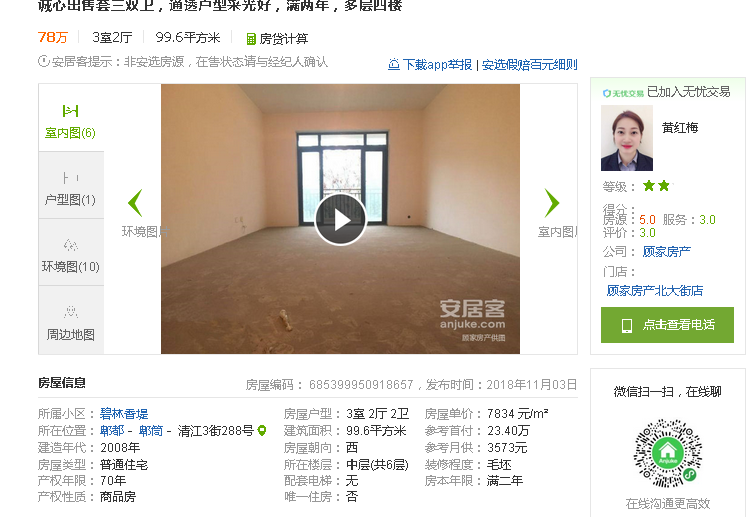 诚心出售套三双卫，通透户型采光好，满两年，多层四楼
78万 3室2厅 99.6平方米 房贷计算
安居客提示：非安选房源，在售状态请与经纪人确认
下载app举报 | 安选假赔百元细则
室内图(6)
户型图(1)
环境图(10)
周边地图
环境图
室内图
安居客
anjuke.com
顾家房产供图
无忧交易 已加入无忧交易
黄红梅
等级：
得分：
房源：5.0 服务：3.0
评价：3.0
公司： 顾家房产
门店：
顾家房产北大街店
点击查看电话
房屋信息
房屋编码： 685399950918657，发布时间：2018年11月03日
所属小区： 碧林香堤 房屋户型： 3室 2厅 2卫 房屋单价： 7834 元/m²
所在位置： 郫都 － 郫筒 － 清江3街288号 建筑面积： 99.6平方米 参考首付： 23.40万
建造年代： 2008年 房屋朝向： 西 参考月供： 3573元
房屋类型： 普通住宅 所在楼层： 中层(共6层) 装修程度： 毛坯
产权年限： 70年 配套电梯： 无 房本年限： 满二年
产权性质： 商品房 唯一住房： 否
微信扫一扫，在线聊
Anjuke
在线沟通更高效